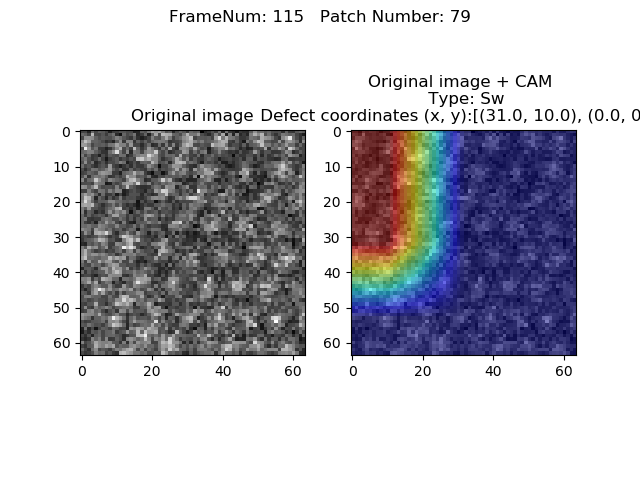 FrameNum: 115   Patch Number: 79
Original image + CAM
Type: Sw
Original image
Defect coordinates (x, y):[(31.0, 10.0), (0.0, 0
0
10
20
30
40
50
60
0 20 40 60
0
10
20
30
40
50
60
0 20 40 60